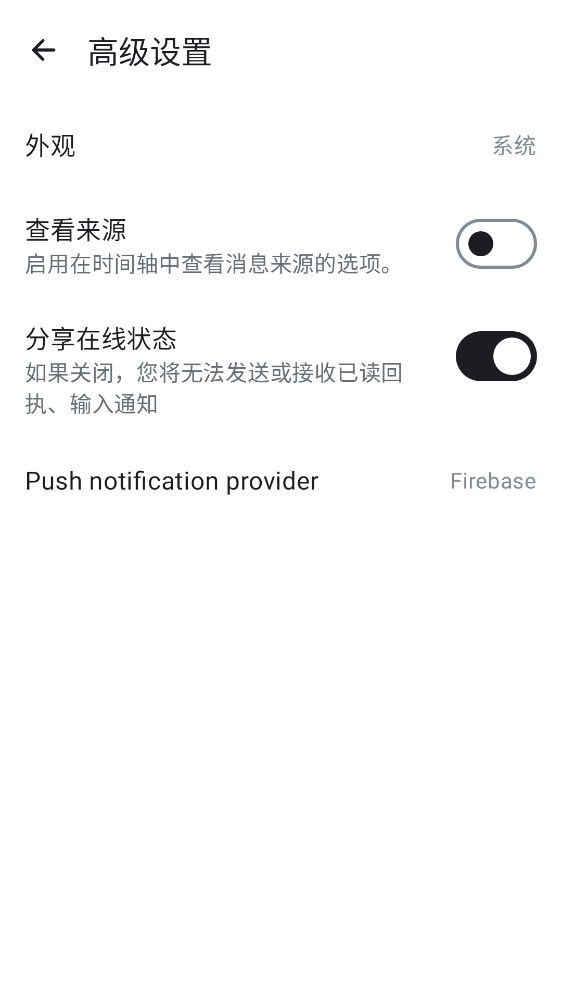 高级设置
外观
系统
查看来源
启用在时间轴中查看消息来源的选项。
分享在线状态
如果关闭，您将无法发送或接收已读回
执、输入通知
Push notification provider
Firebase